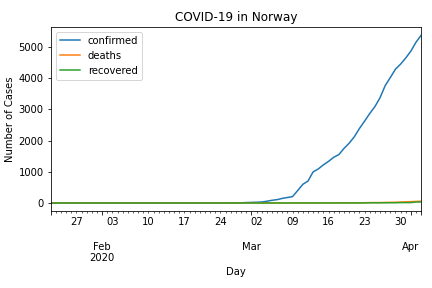 COVID-19 in Norway
confirmed
deaths
recovered
Number of Cases
5000
4000
3000
2000
1000
0
27 03 10 17 24 02 09 16 23 30
Feb Mar Apr
2020
Day